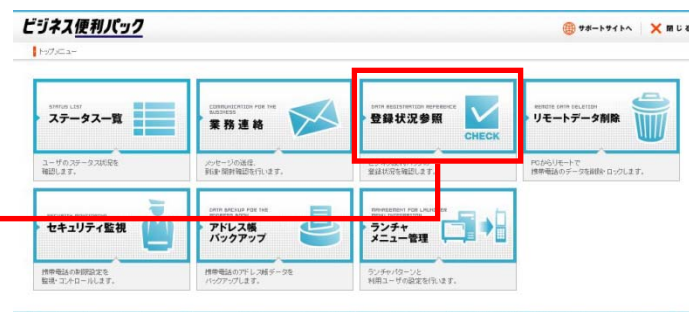 ビジネス便利パック
サポートサイトへ
閉じる
トップメニュー
STATUS LIST
ステータス一覧
ユーザのステータス状況を
確認します。
COMMUNICATION FOR THE
BUSINESS
業務連絡
メッセージの送信、
到達・開封確認を行います。
DATA REGISTRATION REFERENCE
登録状況参照
CHECK
登録状況を確認します。
REMOTE DATA DELETION
リモートデータ削除
PCからリモートで
携帯電話のデータを削除・ロックします。
セキュリティ監視
携帯電話の制限設定を
監視・コントロールします。
DATA BACKUP FOR THE
ADDRESS BOOK
アドレス帳
バックアップ
携帯電話のアドレス帳データを
バックアップします。
MANAGEMENT FOR LAUNCHER
MENU INFORMATION
ランチャ
メニュー管理
ランチャパターンと
利用ユーザの設定を行います。